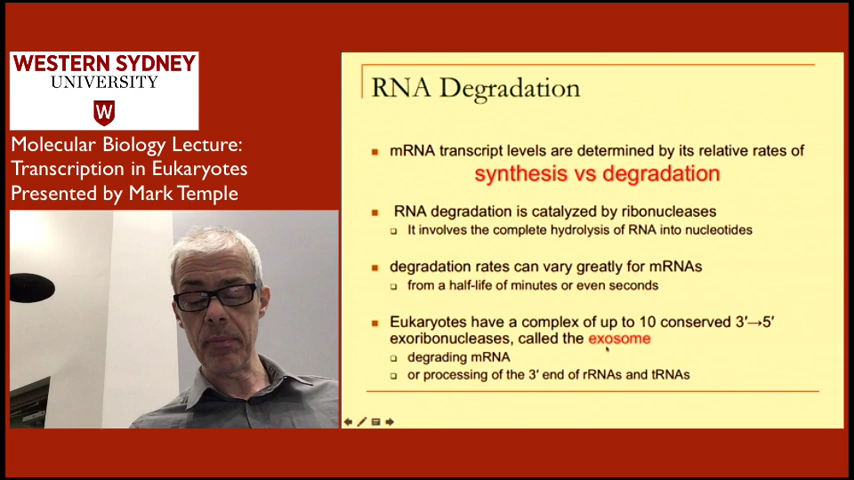 WESTERN SYDNEY
UNIVERSITY
W
Molecular Biology Lecture:
Transcription in Eukaryotes
Presented by Mark Temple
RNA Degradation
mRNA transcript levels are determined by its relative rates of
synthesis vs degradation
RNA degradation is catalyzed by ribonucleases
It involves the complete hydrolysis of RNA into nucleotides
degradation rates can vary greatly for mRNAs
from a half-life of minutes or even seconds
Eukaryotes have a complex of up to 10 conserved 3′→5′
exoribonucleases, called the exosome
degrading mRNA
or processing of the 3′ end of rRNAs and tRNAs